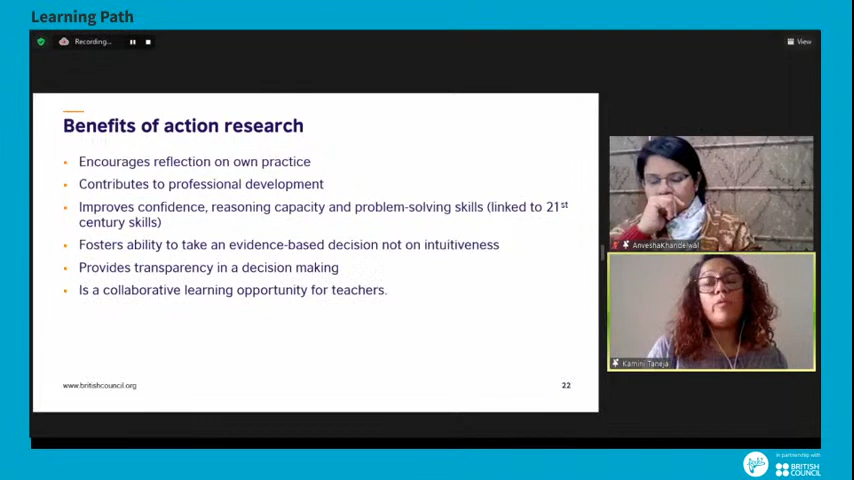 Learning Path
Recording...
View
Benefits of action research
• Encourages reflection on own practice
• Contributes to professional development
• Improves confidence, reasoning capacity and problem-solving skills (linked to 21st
century skills)
• Fosters ability to take an evidence-based decision not on intuitiveness
• Provides transparency in a decision making
• Is a collaborative learning opportunity for teachers.
www.britishcouncil.org
22
AnveshaKhandelwal
Kamini Taneja
in partnership with
BRITISH
COUNCIL